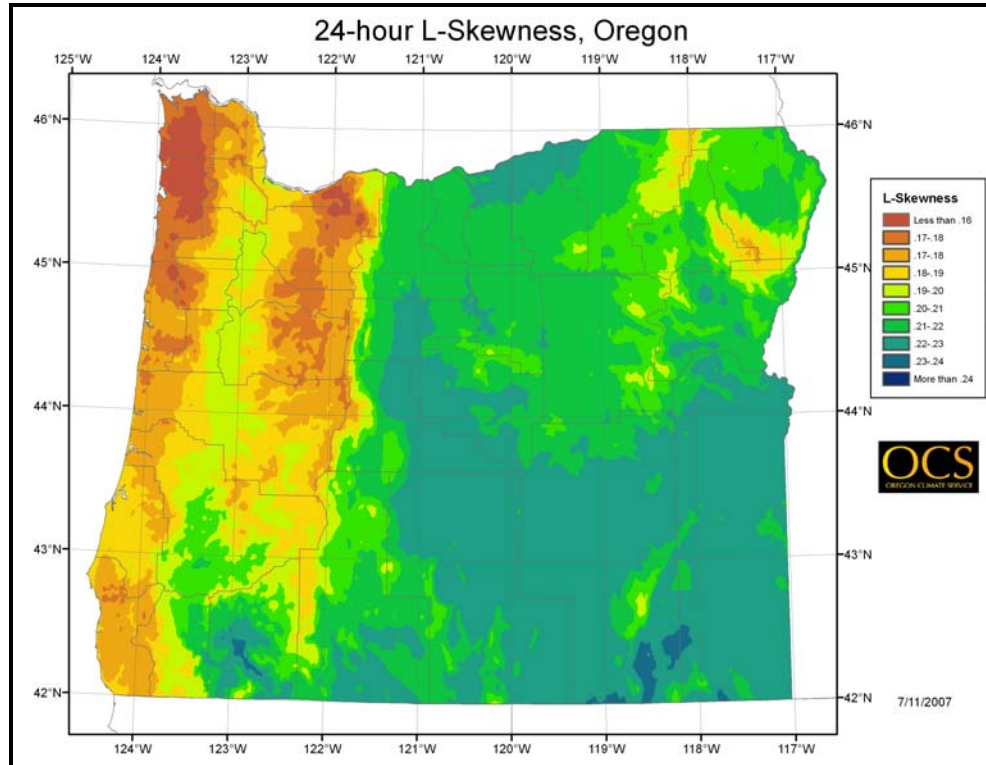 24-hour L-Skewness, Oregon
125°W 124°W 123°W 122°W 121°W 120°W 119°W 118°W 117°W
46°N 46°N
45°N 45°N
44°N 44°N
43°N 43°N
42°N 42°N
L-Skewness
Less than .16
.17-.18
.17-.18
.18-.19
.19-.20
.20-.21
.21-.22
.22-.23
.23-.24
More than .24
OCS
OREGON CLIMATE SERVICE
7/11/2007
124°W 123°W 122°W 121°W 120°W 119°W 118°W 117°W